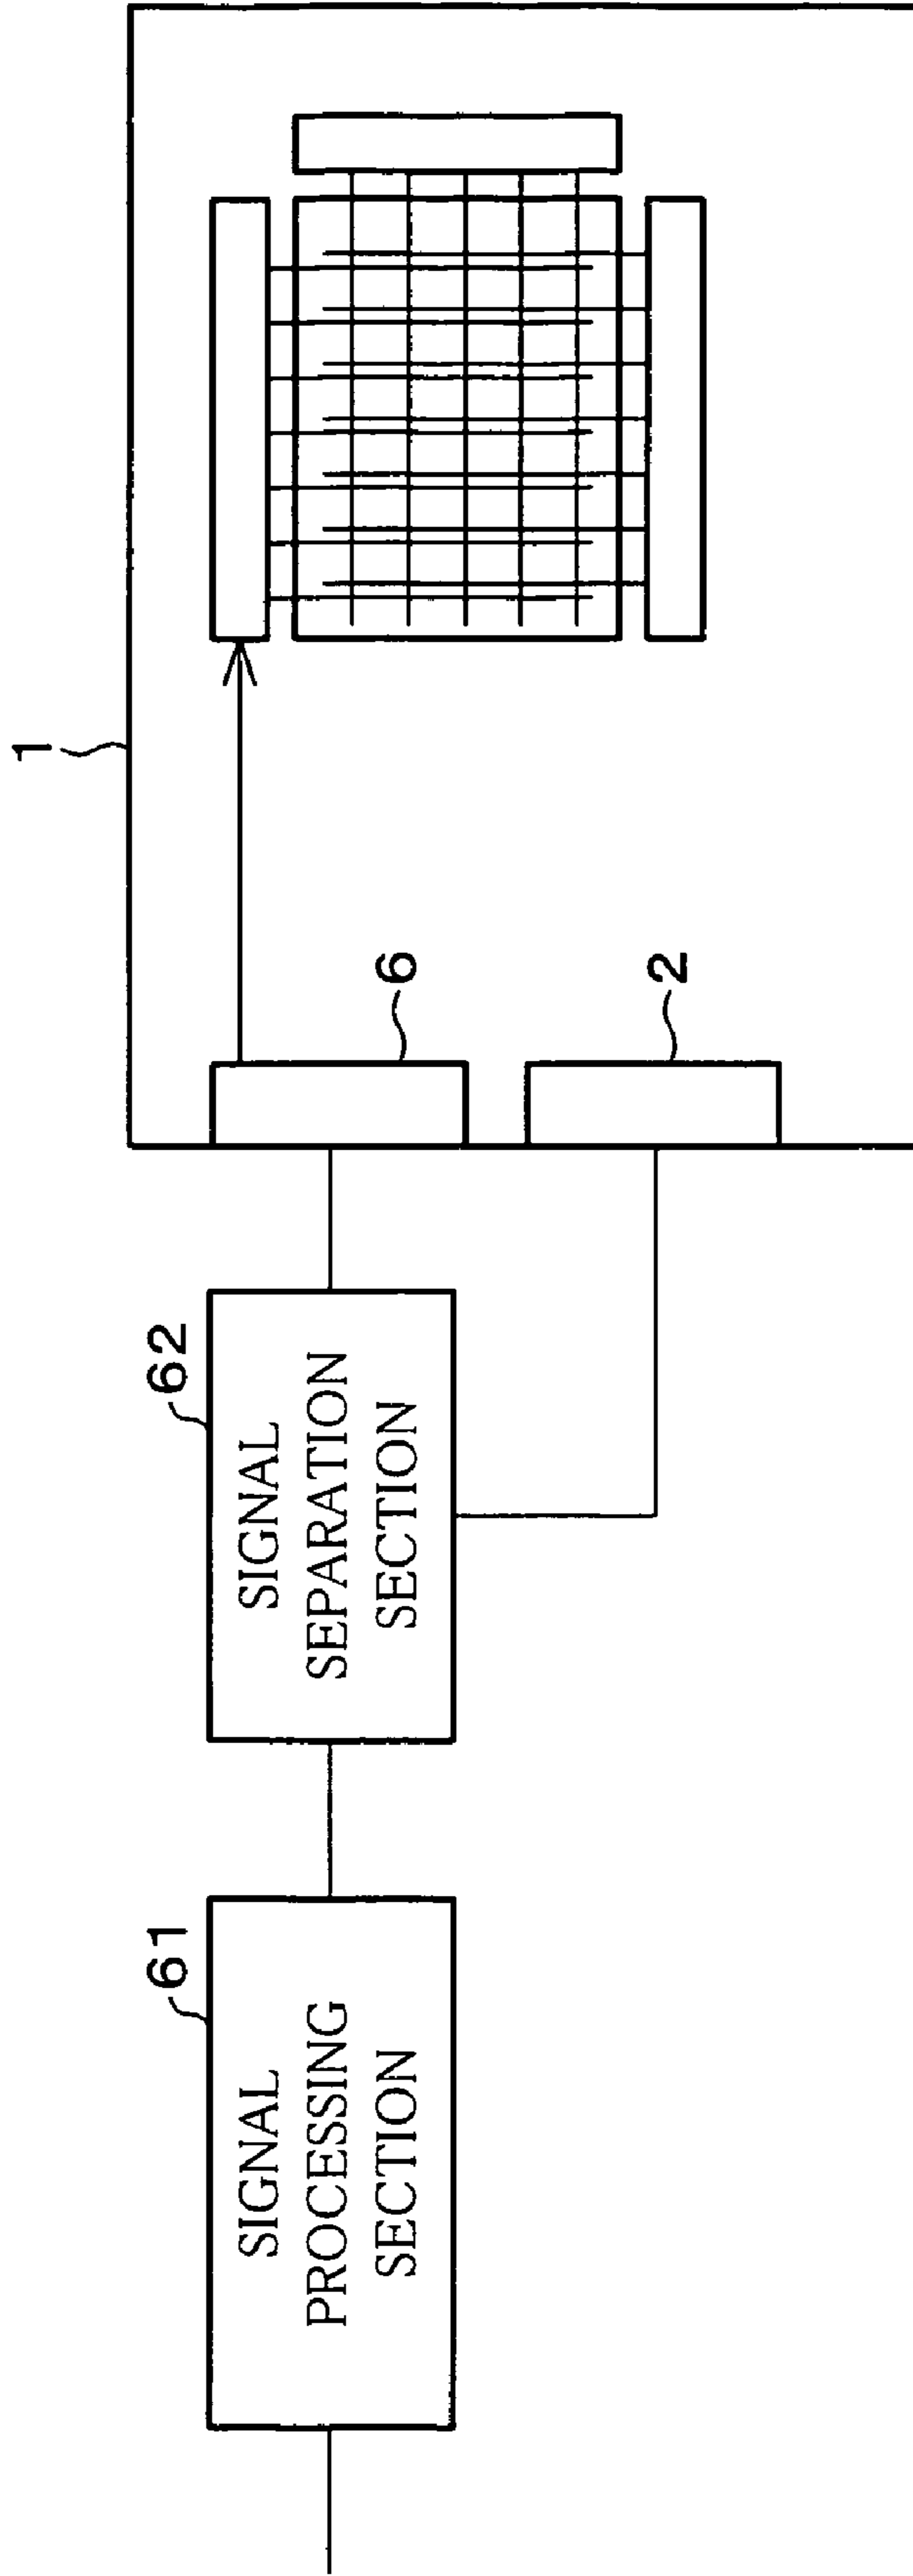 61
SIGNAL
PROCESSING
SECTION
62
SIGNAL
SEPARATION
SECTION
6
2
1